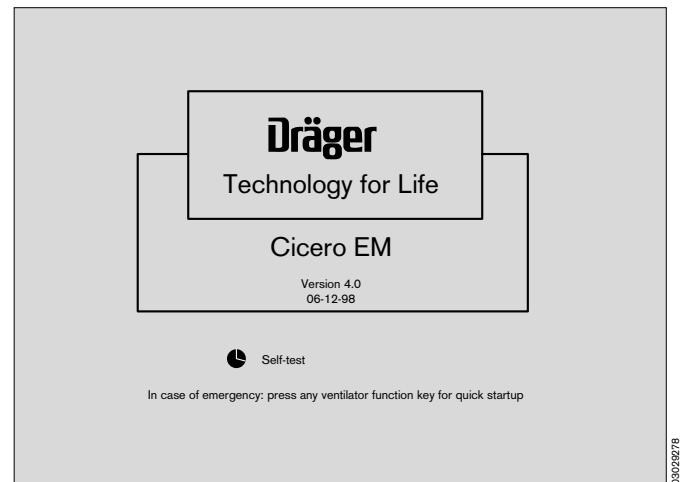 Dräger
Technology for Life
Cicero EM
Version 4.0
06-12-98
Self-test
In case of emergency: press any ventilator function key for quick startup
03029278